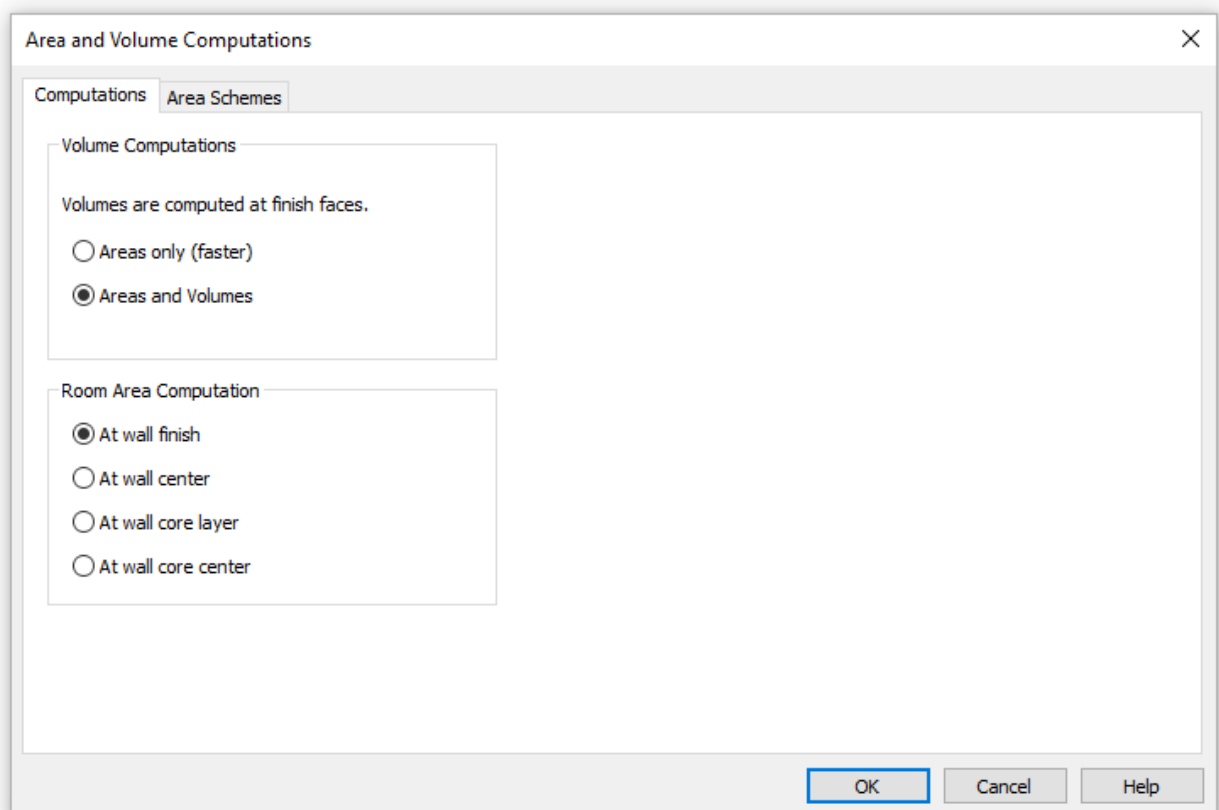 Area and Volume Computations
Computations
Area Schemes
Volume Computations
Volumes are computed at finish faces.
Areas only (faster)
Areas and Volumes
Room Area Computation
At wall finish
At wall center
At wall core layer
At wall core center
OK
Cancel
Help